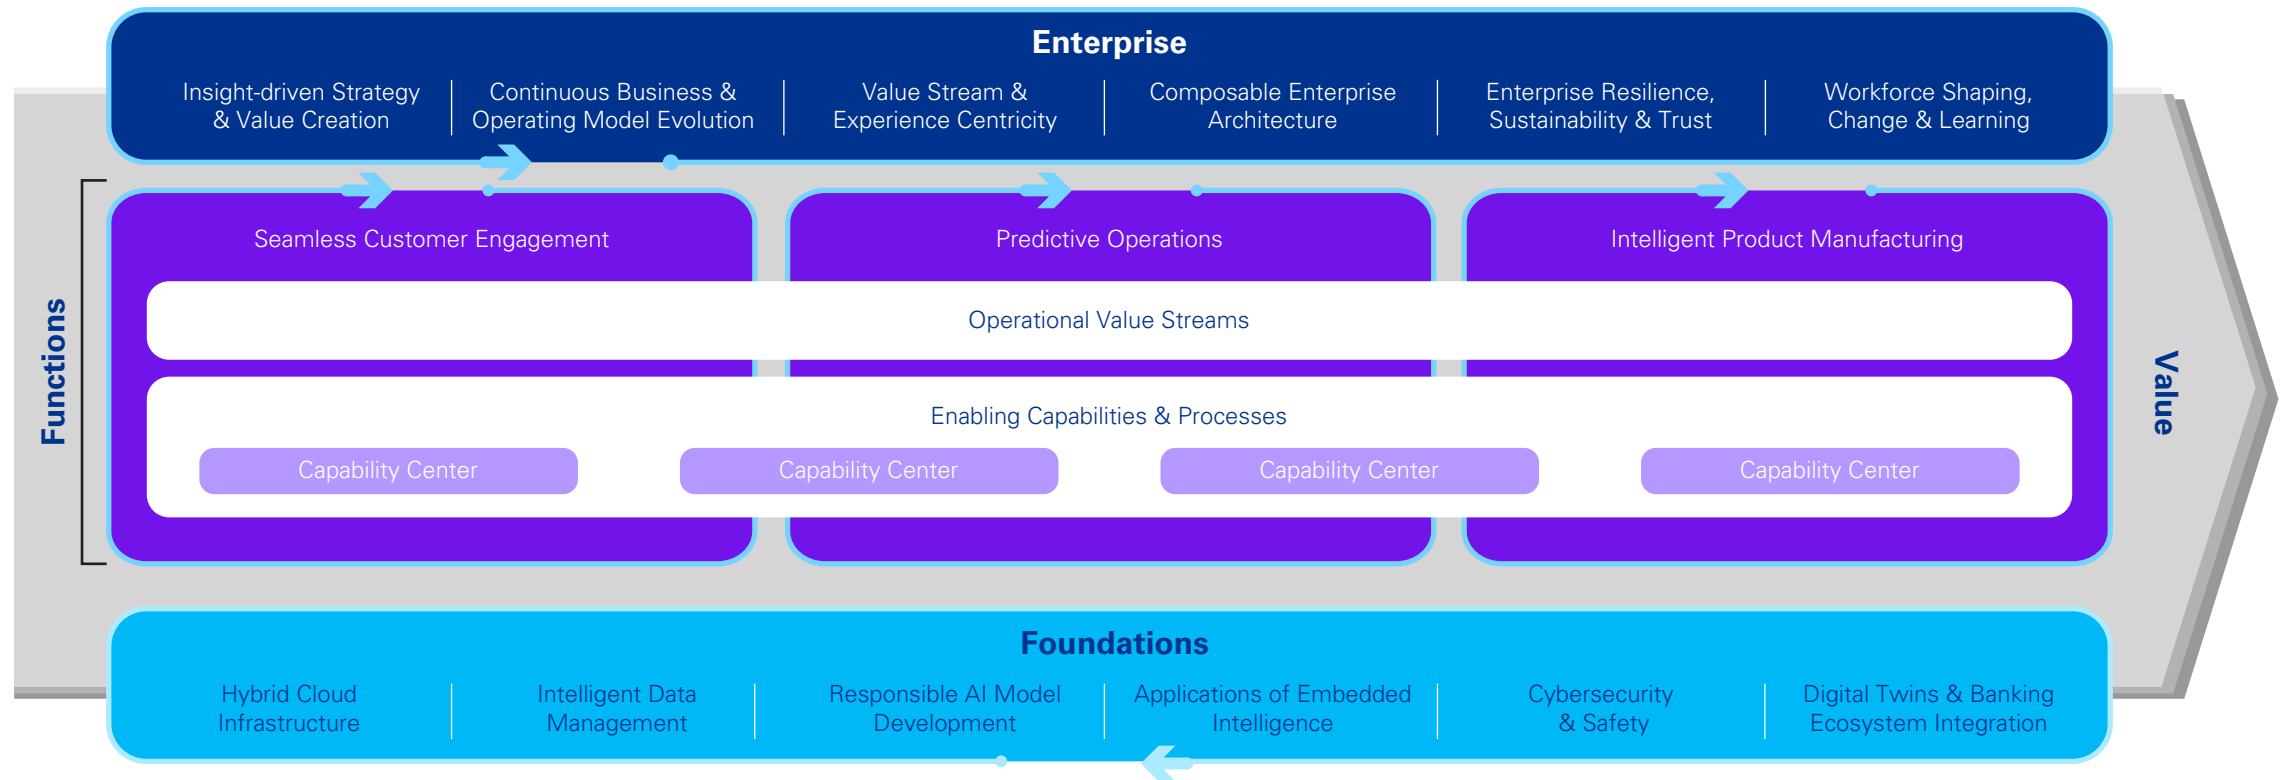 Enterprise
Insight-driven Strategy
& Value Creation
Continuous Business &
Operating Model Evolution
Value Stream &
Experience Centricity
Composable Enterprise
Architecture
Enterprise Resilience,
Sustainability & Trust
Workforce Shaping,
Change & Learning
Functions
Seamless Customer Engagement
Predictive Operations
Intelligent Product Manufacturing
Operational Value Streams
Enabling Capabilities & Processes
Capability Center
Capability Center
Capability Center
Capability Center
Value
Foundations
Hybrid Cloud
Infrastructure
Intelligent Data
Management
Responsible AI Model
Development
Applications of Embedded
Intelligence
Cybersecurity
& Safety
Digital Twins & Banking
Ecosystem Integration